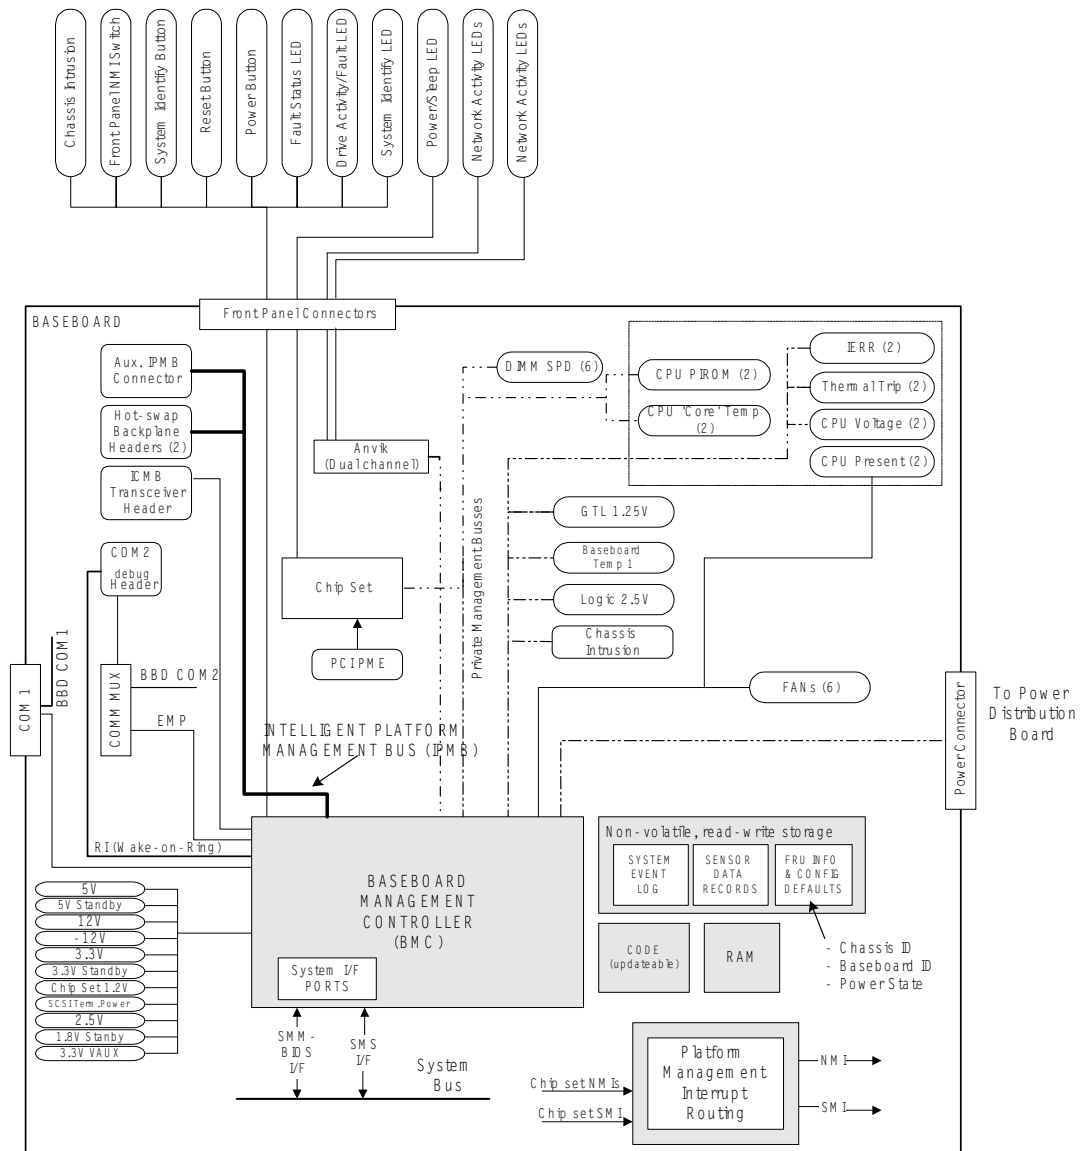 Chassis Intrusion
Front Panel NMI Switch
System Identify Button
Reset Button
Power Button
Fault Status LED
Drive Activity/Fault LED
System Identify LED
Power/Sleep LED
Network Activity LEDs
Network Activity LEDs
Front Panel Connectors
BASEBOARD
Aux. IPMB
Connector
Hot-swap
Backplane
Headers (2)
ICMB
Transceiver
Header
COM2
debug
Header
Anvik
(Dual channel)
Chip Set
PCI PME
DIMM SPD (6)
CPU PIROM (2)
CPU 'Core' Temp
(2)
IERR (2)
Thermal Trip (2)
CPU Voltage (2)
CPU Present (2)
Private Management Busses
GTL 1.25V
Baseboard
Temp 1
Logic 2.5V
Chassis
Intrusion
FANs (6)
Power Connector
To Power
Distribution
Board
COM 1
BBD COM1
COMM MUX
BBD COM2
EMP
INTELLIGENT PLATFORM
MANAGEMENT BUS (IPMB)
RI (Wake-on-Ring)
5V
5V Standby
12V
-12V
3.3V
3.3V Standby
Chip Set 1.2V
SCSI Term. Power
2.5V
1.8V Stanby
3.3V VAUX
BASEBOARD
MANAGEMENT
CONTROLLER
(BMC)
System I/F
PORTS
SMM-
BIOS
I/F
SMS
I/F
System
Bus
Non-volatile, read-write storage
SYSTEM
EVENT
LOG
SENSOR
DATA
RECORDS
FRU INFO
& CONFIG
DEFAULTS
CODE
(updateable)
RAM
- Chassis ID
- Baseboard ID
- Power State
Platform
Management
Interrupt
Routing
Chip set NMIs
Chip set SMI
NMI
SMI